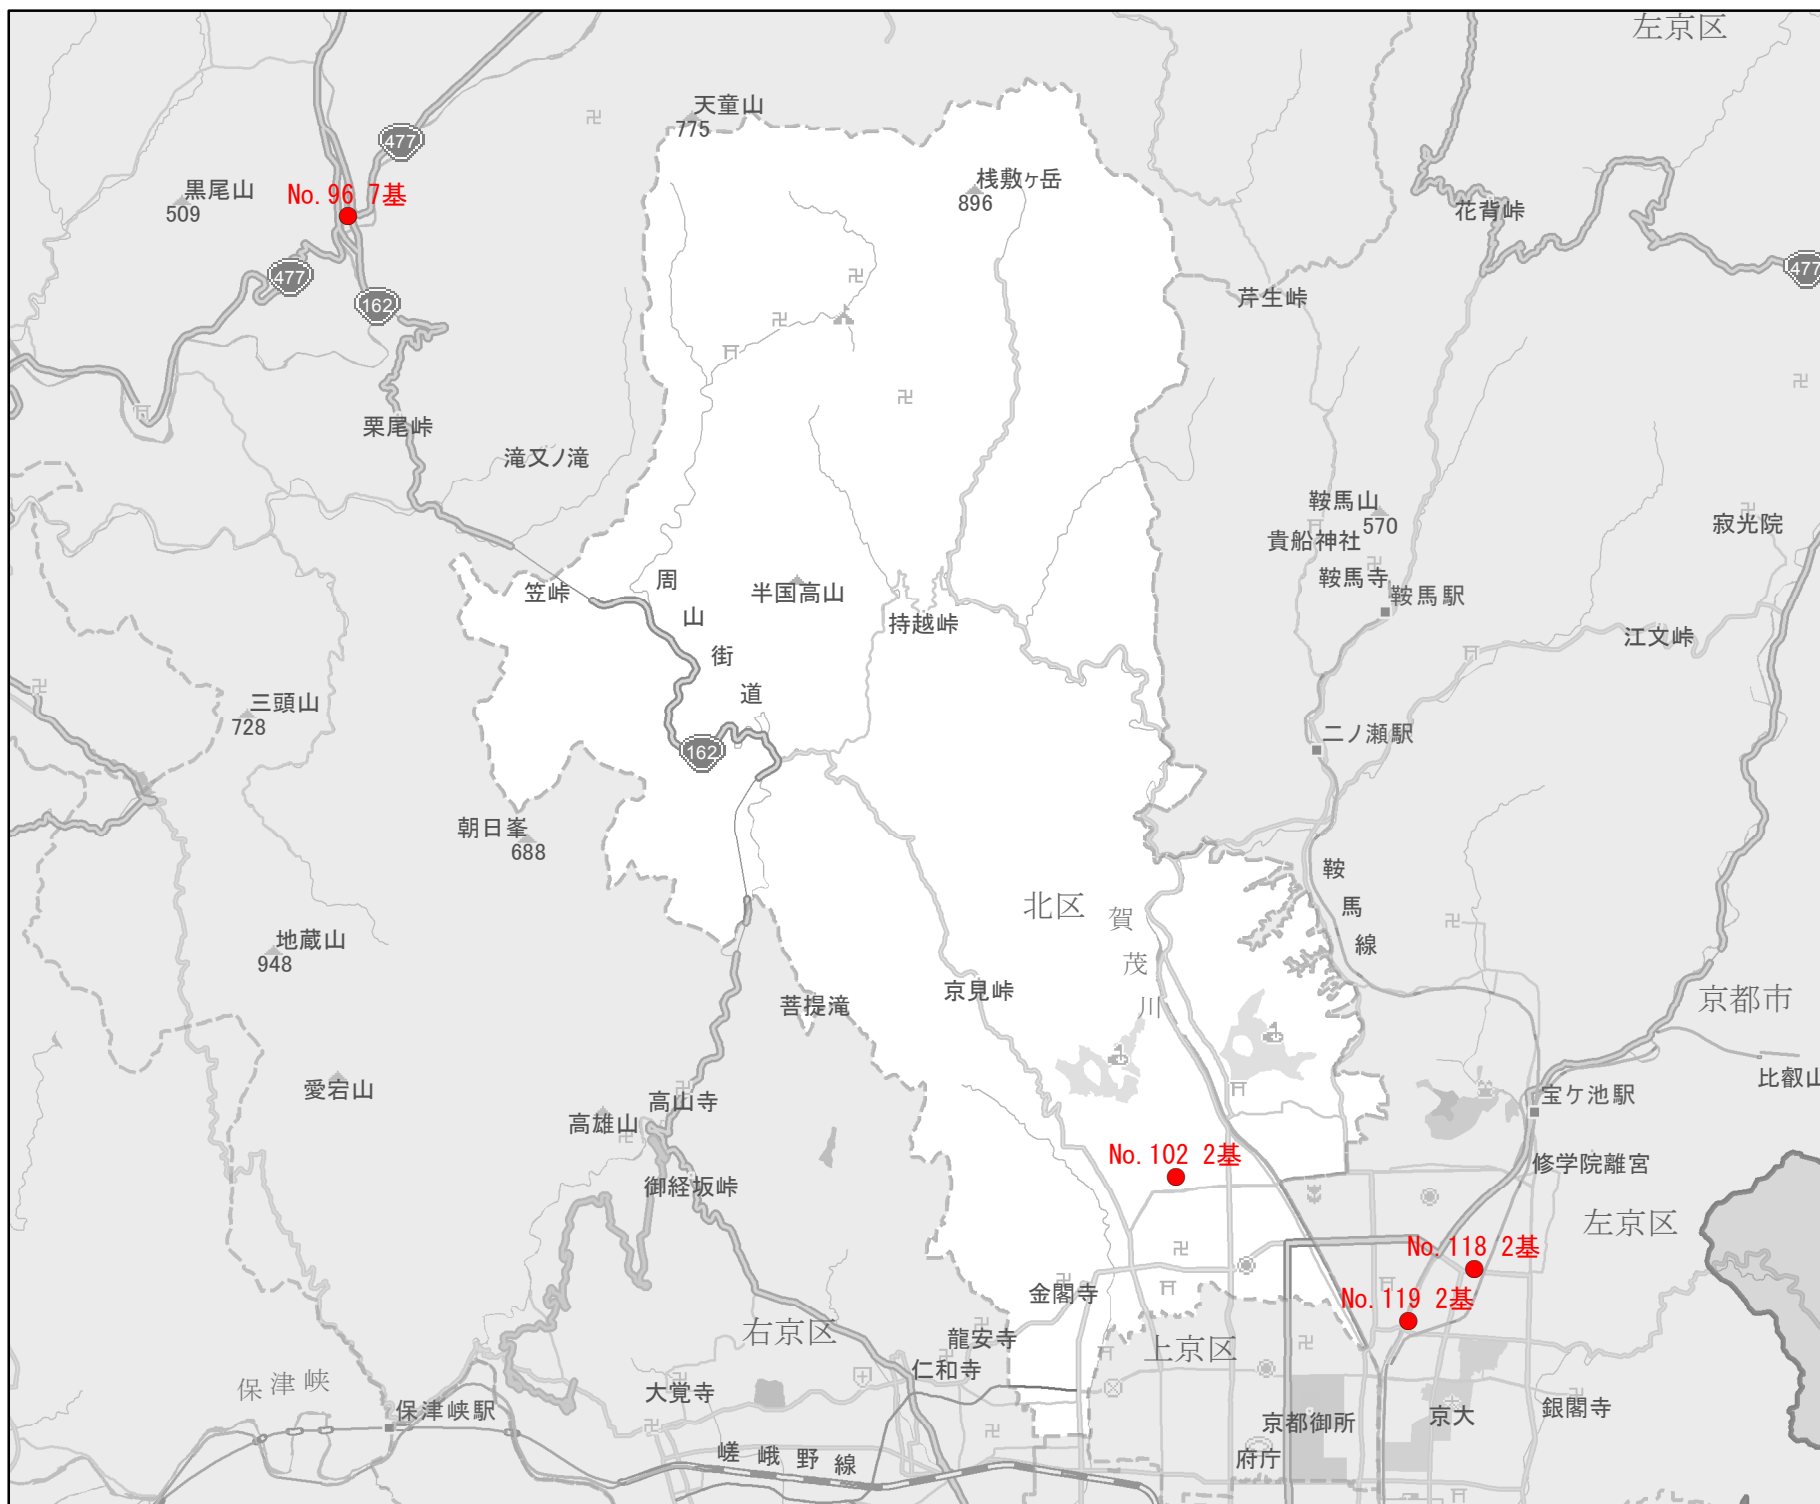 左京区
天童山
775
477
黒尾山
509
No.96 7基
桟敷ヶ岳
896
花背峠
477
477
162
芹生峠
栗尾峠
滝又ノ滝
鞍馬山
570
寂光院
貴船神社
鞍馬寺
鞍馬駅
笠峠
周山街道
半国高山
持越峠
江文峠
三頭山
728
二ノ瀬駅
162
朝日峯
688
鞍馬線
北区
賀茂川
地蔵山
948
京見峠
菩提滝
京都市
愛宕山
比叡山
高山寺
高雄山
宝ケ池駅
No.102 2基
修学院離宮
御経坂峠
左京区
No.118 2基
金閣寺
No.119 2基
右京区
龍安寺
上京区
仁和寺
保津峡
大覚寺
保津峡駅
京都御所
京大
銀閣寺
嵯峨野線
府庁